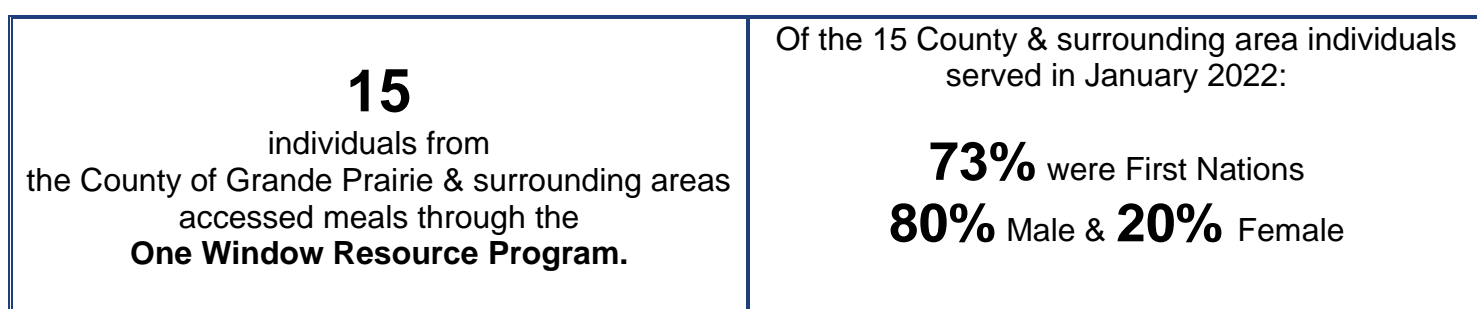 15
individuals from
the County of Grande Prairie & surrounding areas
accessed meals through the
One Window Resource Program.
Of the 15 County & surrounding area individuals
served in January 2022:
73% were First Nations
80% Male & 20% Female